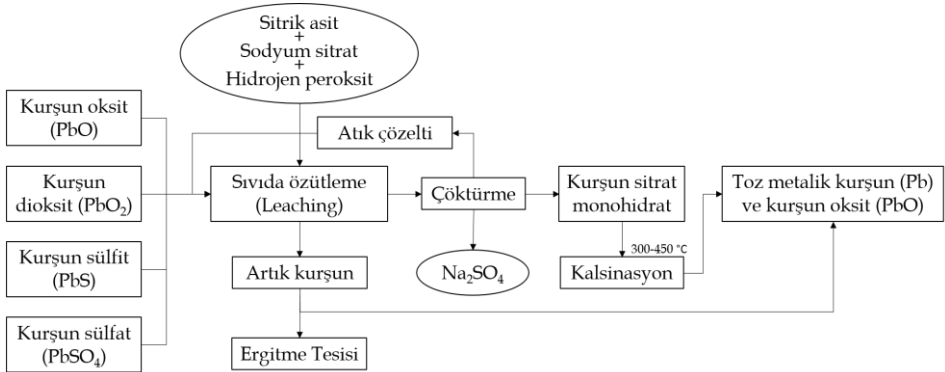 Sitrik asit
+
Sodyum sitrat
+
Hidrojen peroksit
Kurşun oksit
(PbO)
Atık çözelti
Kurşun
dioksit (PbO₂)
Sıvıda özütleme
(Leaching)
Çöktürme
Kurşun sitrat
monohidrat
Toz metalik kurşun (Pb)
ve kurşun oksit (PbO)
300-450 °C
Kurşun sülfit
(PbS)
Artık kurşun
Na₂SO₄
Kalsinasyon
Kurşun sülfat
(PbSO₄)
Ergitme Tesisi